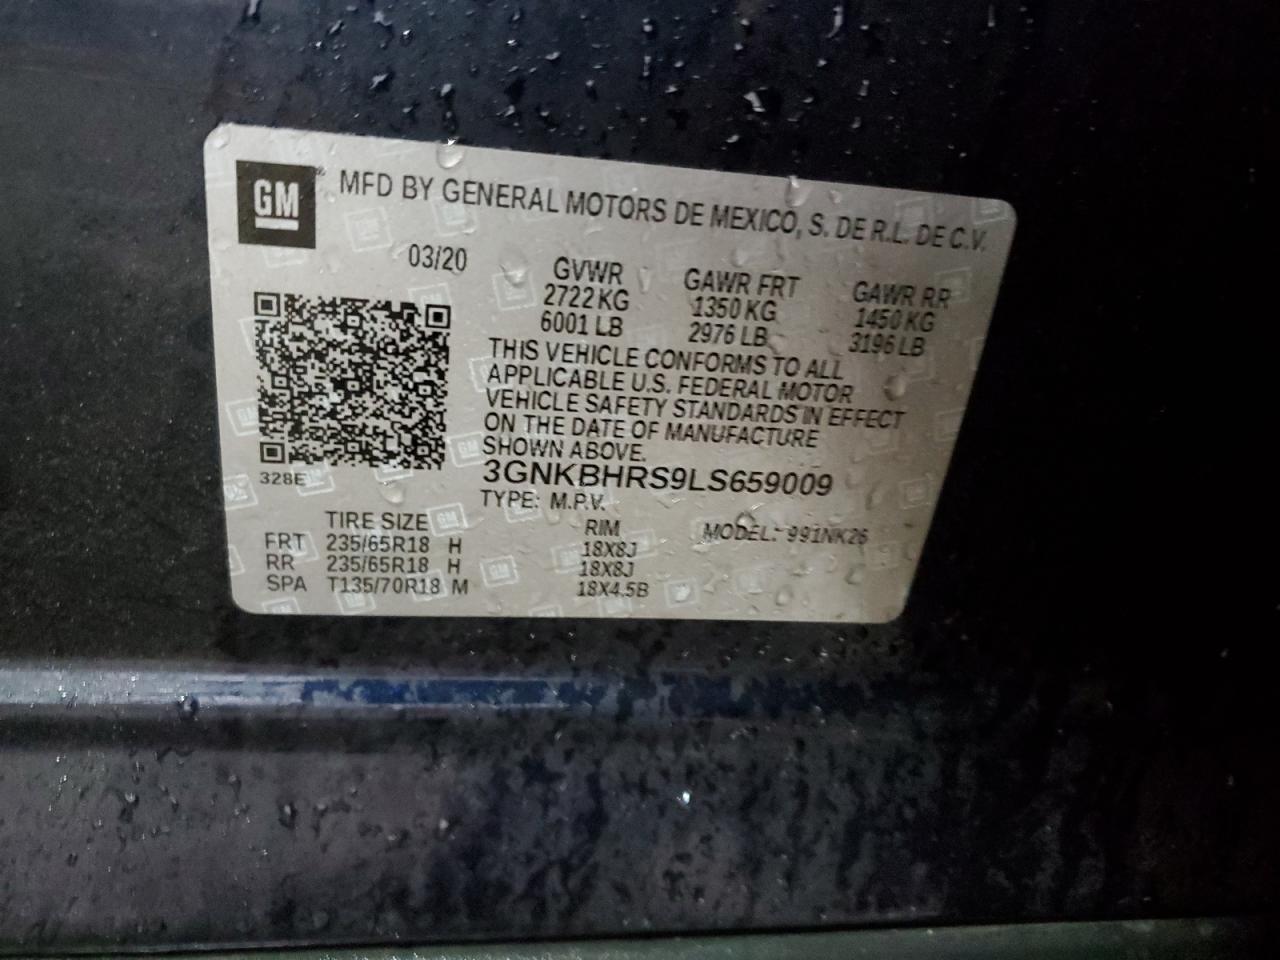 GM
MFD BY GENERAL MOTORS DE MEXICO, S. DE R.L. DE C.V.
03/20
GVWR GAWR FRT GAWR RR
2722 KG 1350 KG 1450 KG
6001 LB 2976 LB 3196 LB
THIS VEHICLE CONFORMS TO ALL
APPLICABLE U.S. FEDERAL MOTOR
VEHICLE SAFETY STANDARDS IN EFFECT
ON THE DATE OF MANUFACTURE
SHOWN ABOVE.
328E
3GNKBHRS9LS659009
TYPE: M.P.V.
TIRE SIZE RIM MODEL: 991NK26
FRT 235/65R18 H 18X8J
RR 235/65R18 H 18X8J
SPA T135/70R18 M 18X4.5B